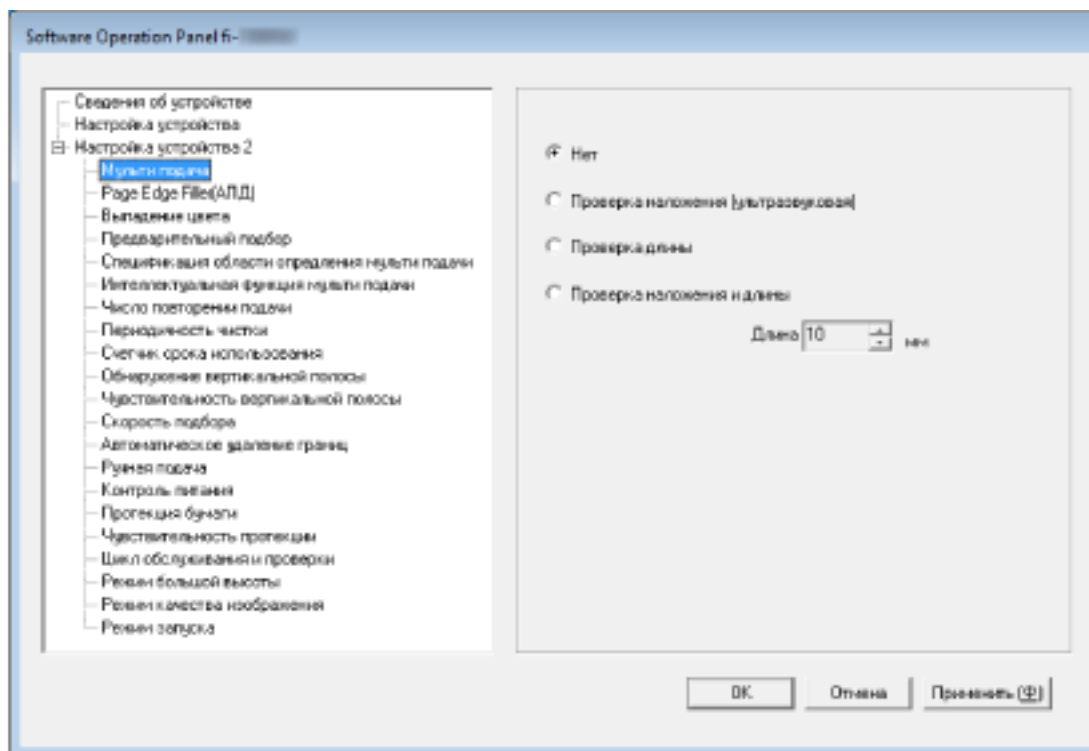 Software Operation Panel fi-
Сведения об устройстве
Настройка устройства
Настройка устройства 2
Мульти подача
Page Edge Filler(АПД)
Выпадение цвета
Предварительный подбор
Спецификация области опредления мульти подачи
Интеллектуальная функция мульти подачи
Число повторении подачи
Периодичность чистки
Счетчик срока использования
Обнаружение вертикальной полосы
Чувствительность вертикальной полосы
Скорость подбора
Автоматическое удаление границ
Ручная подача
Контроль питания
Протекция бумаги
Чувствительность протекции
Цикл обслуживания и проверки
Режим большой высоты
Режим качества изображения
Режим запуска
Нет
Проверка наложения (ультразвуковая)
Проверка длины
Проверка наложения и длины
Длина 10 мм
OK
Отмена
Применить (Ф)